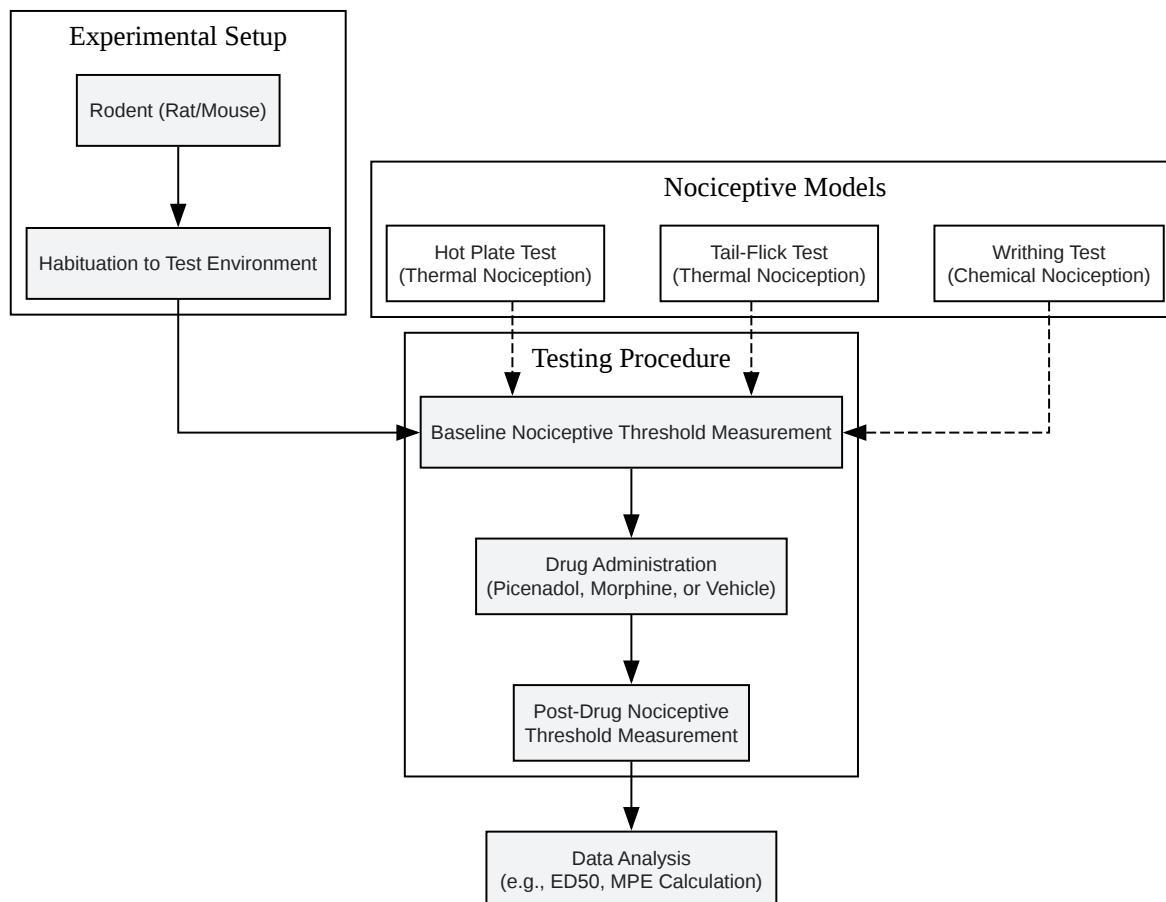 Experimental Setup
Rodent (Rat/Mouse)
Habituation to Test Environment
Nociceptive Models
Hot Plate Test
(Thermal Nociception)
Tail-Flick Test
(Thermal Nociception)
Writhing Test
(Chemical Nociception)
Testing Procedure
Baseline Nociceptive Threshold Measurement
Drug Administration
(Picenadol, Morphine, or Vehicle)
Post-Drug Nociceptive
Threshold Measurement
Data Analysis
(e.g., ED50, MPE Calculation)